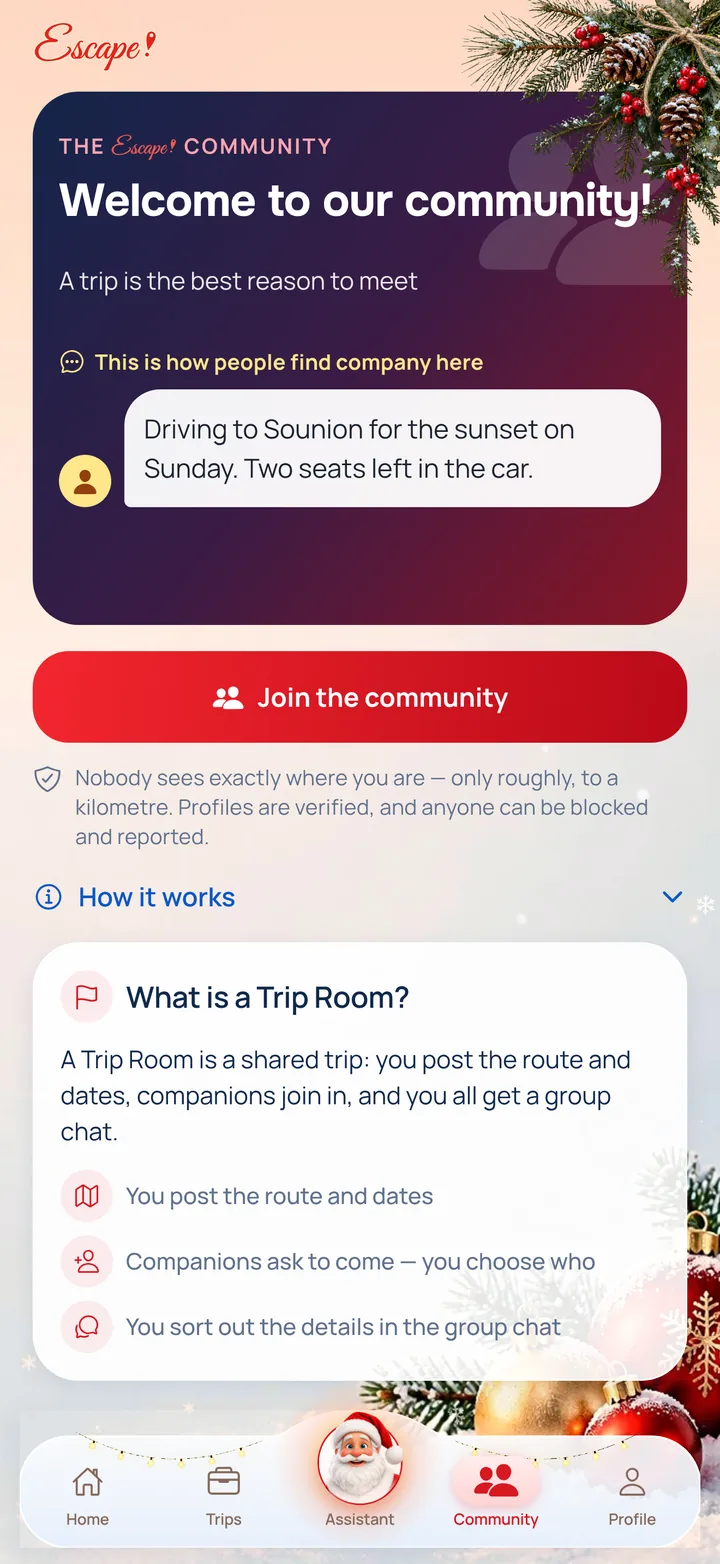 Escape!
THE Escape! COMMUNITY
Welcome to our community!
A trip is the best reason to meet
This is how people find company here
Driving to Sounion for the sunset on
Sunday. Two seats left in the car.
Join the community
Nobody sees exactly where you are — only roughly, to a
kilometre. Profiles are verified, and anyone can be blocked
and reported.
How it works
What is a Trip Room?
A Trip Room is a shared trip: you post the route and
dates, companions join in, and you all get a group
chat.
You post the route and dates
Companions ask to come — you choose who
You sort out the details in the group chat
Home
Trips
Assistant
Community
Profile